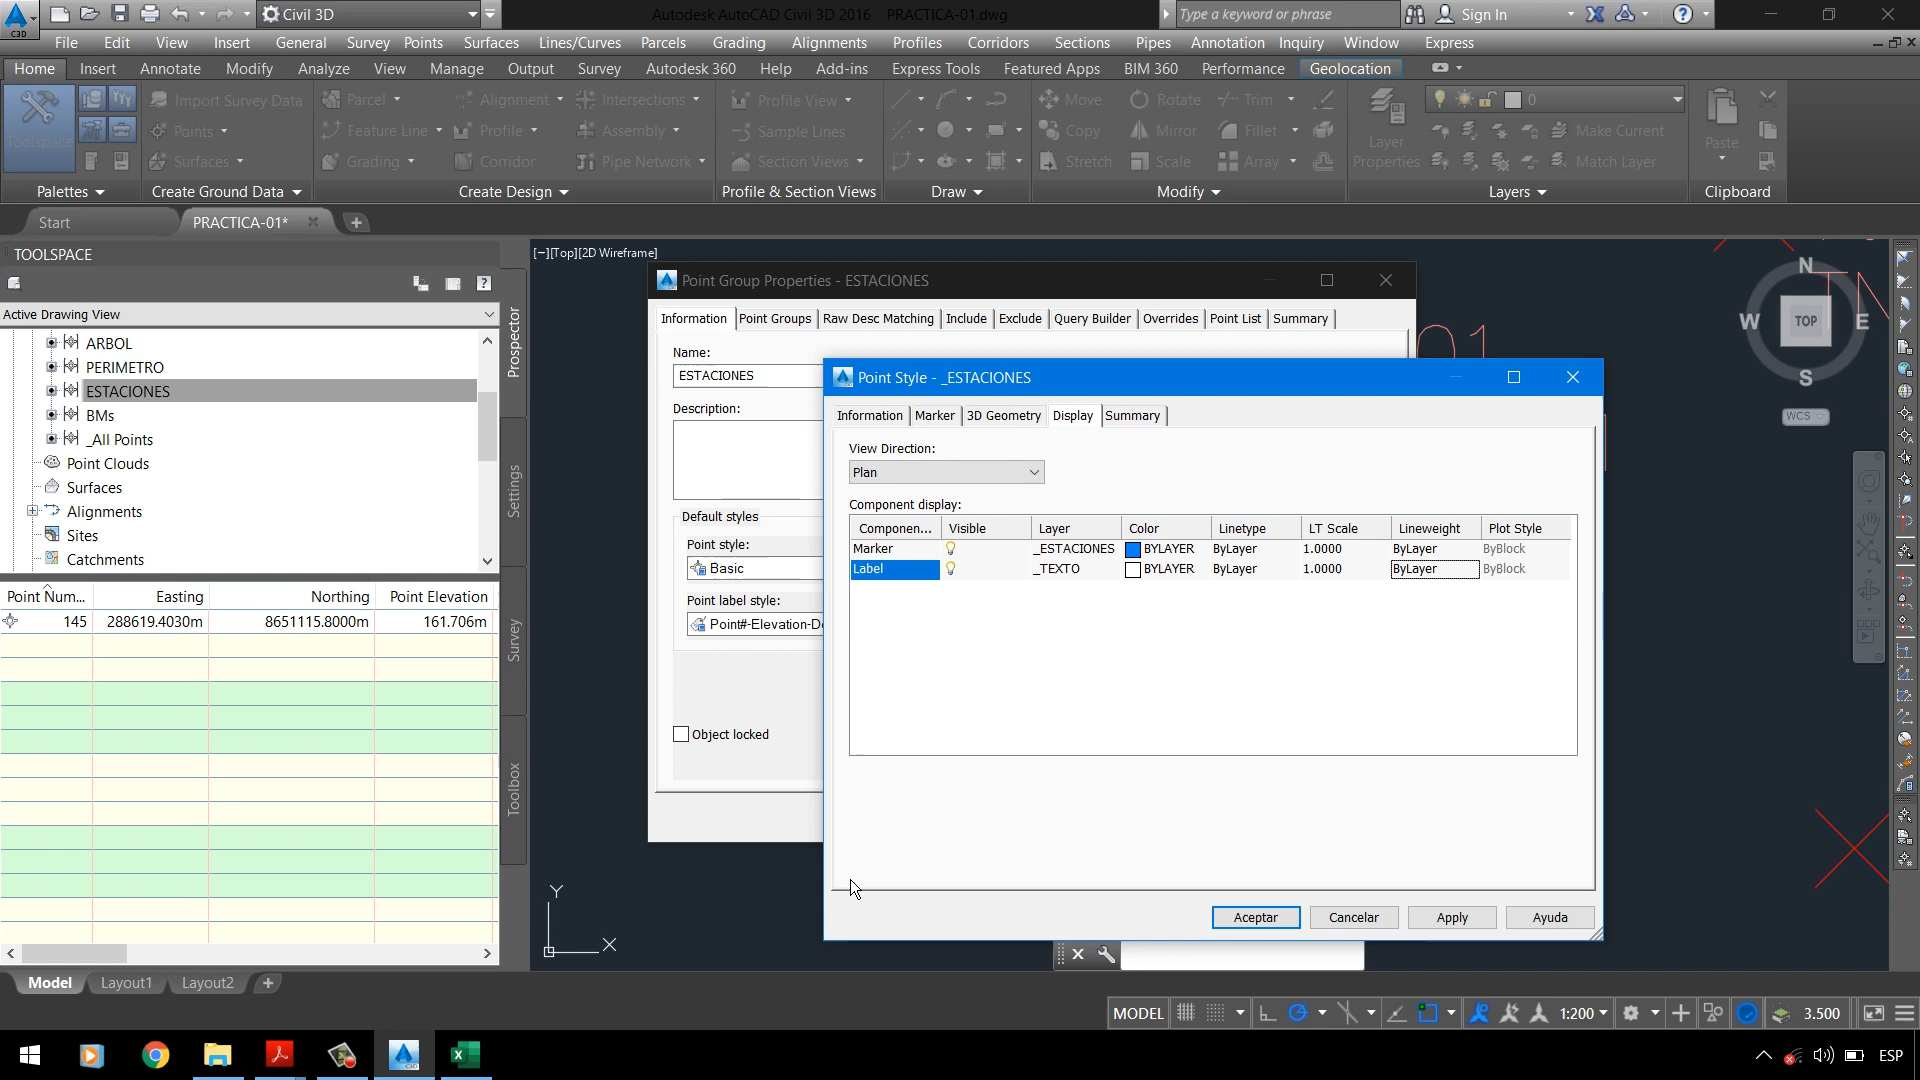 Civil 3D
Autodesk AutoCAD Civil 3D 2016 PRACTICA-01.dwg
Type a keyword or phrase
Sign In
C3D
File Edit View Insert General Survey Points Surfaces Lines/Curves Parcels Grading Alignments Profiles Corridors Sections Pipes Annotation Inquiry Window Express
Home Insert Annotate Modify Analyze View Manage Output Survey Autodesk 360 Help Add-ins Express Tools Featured Apps BIM 360 Performance Geolocation
Import Survey Data Parcel Alignment Intersections Profile View Move Rotate Trim 0
Toolspace Points Feature Line Profile Assembly Sample Lines Copy Mirror Fillet Layer Properties Make Current Paste
Surfaces Grading Corridor Pipe Network Section Views Stretch Scale Array Match Layer
Palettes Create Ground Data Create Design Profile & Section Views Draw Modify Layers Clipboard
Start PRACTICA-01*
TOOLSPACE
Active Drawing View
ARBOL
PERIMETRO
ESTACIONES
BMs
_All Points
Point Clouds
Surfaces
Alignments
Sites
Catchments
Prospector
Settings
Survey
Toolbox
Point Num... Easting Northing Point Elevation
145 288619.4030m 8651115.8000m 161.706m
[−][Top][2D Wireframe]
Point Group Properties - ESTACIONES
Information Point Groups Raw Desc Matching Include Exclude Query Builder Overrides Point List Summary
Name:
ESTACIONES
Description:
Default styles
Point style:
Basic
Point label style:
Point#-Elevation-De
Object locked
Point Style - _ESTACIONES
Information Marker 3D Geometry Display Summary
View Direction:
Plan
Component display:
Componen... Visible Layer Color Linetype LT Scale Lineweight Plot Style
Marker _ESTACIONES BYLAYER ByLayer 1.0000 ByLayer ByBlock
Label _TEXTO BYLAYER ByLayer 1.0000 ByLayer ByBlock
Aceptar Cancelar Apply Ayuda
N
W TOP E
S
WCS
Y
X
Model Layout1 Layout2
MODEL 1:200 3.500
ESP